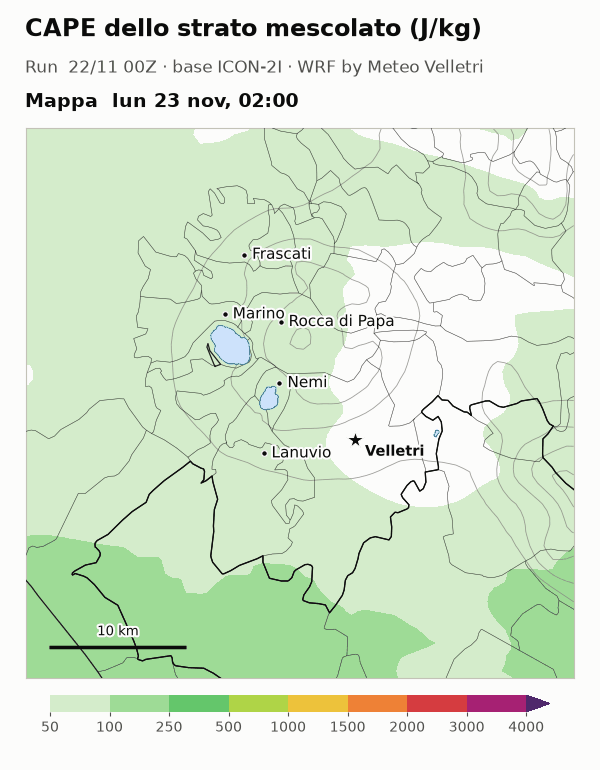 CAPE dello strato mescolato (J/kg)
Run  22/11 00Z · base ICON-2I · WRF by Meteo Velletri
Mappa  lun 23 nov, 02:00
Frascati
Marino
Rocca di Papa
Nemi
Velletri
Lanuvio
10 km
50 100 250 500 1000 1500 2000 3000 4000